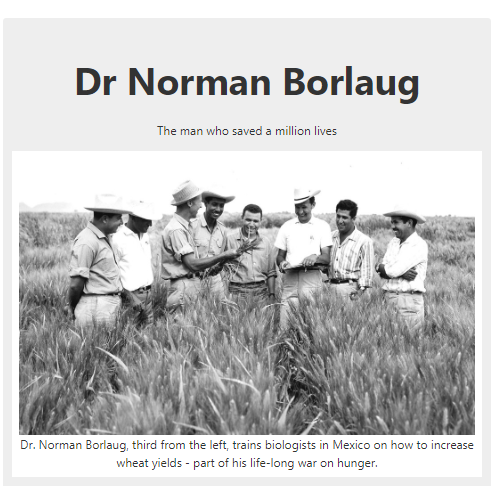 Dr Norman Borlaug
The man who saved a million lives
Dr. Norman Borlaug, third from the left, trains biologists in Mexico on how to increase
wheat yields - part of his life-long war on hunger.